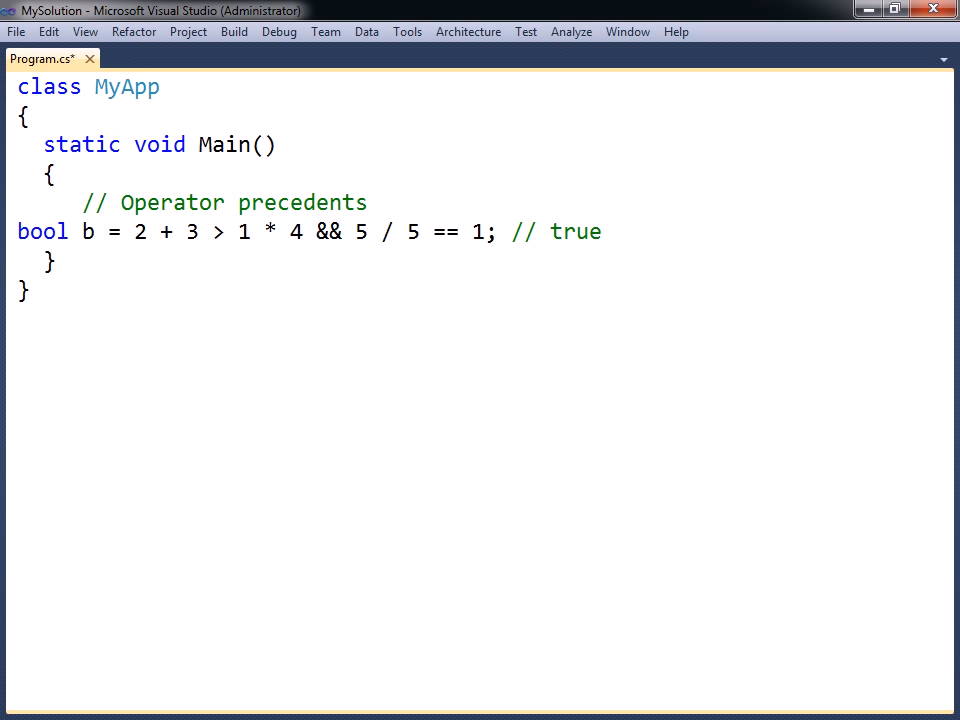 MySolution - Microsoft Visual Studio (Administrator)
File Edit View Refactor Project Build Debug Team Data Tools Architecture Test Analyze Window Help
Program.cs*
class MyApp
{
static void Main()
{
// Operator precedents
bool b = 2 + 3 > 1 * 4 && 5 / 5 == 1; // true
}
}